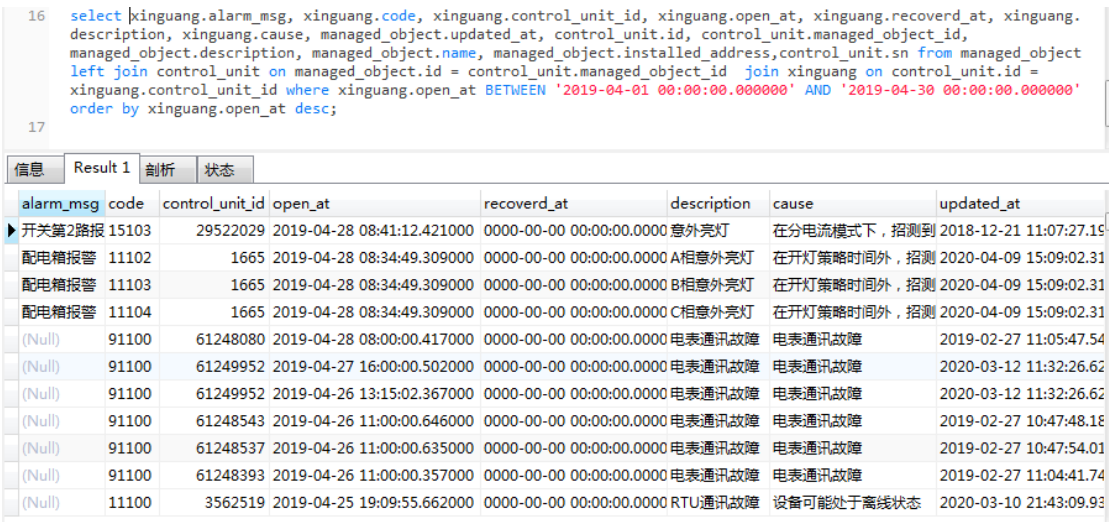 16 select xinguang.alarm_msg, xinguang.code, xinguang.control_unit_id, xinguang.open_at, xinguang.recoverd_at, xinguang.
description, xinguang.cause, managed_object.updated_at, control_unit.id, control_unit.managed_object_id,
managed_object.description, managed_object.name, managed_object.installed_address,control_unit.sn from managed_object
left join control_unit on managed_object.id = control_unit.managed_object_id  join xinguang on control_unit.id =
xinguang.control_unit_id where xinguang.open_at BETWEEN '2019-04-01 00:00:00.000000' AND '2019-04-30 00:00:00.000000'
order by xinguang.open_at desc;
17
信息 Result 1 剖析 状态
alarm_msg code control_unit_id open_at recoverd_at description cause updated_at
开关第2路报 15103 29522029 2019-04-28 08:41:12.421000 0000-00-00 00:00:00.0000 意外亮灯 在分电流模式下，招测到 2018-12-21 11:07:27.19
配电箱报警 11102 1665 2019-04-28 08:34:49.309000 0000-00-00 00:00:00.0000 A相意外亮灯 在开灯策略时间外，招测 2020-04-09 15:09:02.31
配电箱报警 11103 1665 2019-04-28 08:34:49.309000 0000-00-00 00:00:00.0000 B相意外亮灯 在开灯策略时间外，招测 2020-04-09 15:09:02.31
配电箱报警 11104 1665 2019-04-28 08:34:49.309000 0000-00-00 00:00:00.0000 C相意外亮灯 在开灯策略时间外，招测 2020-04-09 15:09:02.31
(Null) 91100 61248080 2019-04-28 08:00:00.417000 0000-00-00 00:00:00.0000 电表通讯故障 电表通讯故障 2019-02-27 11:05:47.54
(Null) 91100 61249952 2019-04-27 16:00:00.502000 0000-00-00 00:00:00.0000 电表通讯故障 电表通讯故障 2020-03-12 11:32:26.62
(Null) 91100 61249952 2019-04-26 13:15:02.367000 0000-00-00 00:00:00.0000 电表通讯故障 电表通讯故障 2020-03-12 11:32:26.62
(Null) 91100 61248543 2019-04-26 11:00:00.646000 0000-00-00 00:00:00.0000 电表通讯故障 电表通讯故障 2019-02-27 10:47:48.18
(Null) 91100 61248537 2019-04-26 11:00:00.635000 0000-00-00 00:00:00.0000 电表通讯故障 电表通讯故障 2019-02-27 10:47:54.01
(Null) 91100 61248393 2019-04-26 11:00:00.357000 0000-00-00 00:00:00.0000 电表通讯故障 电表通讯故障 2019-02-27 11:04:41.74
(Null) 11100 3562519 2019-04-25 19:09:55.662000 0000-00-00 00:00:00.0000 RTU通讯故障 设备可能处于离线状态 2020-03-10 21:43:09.93